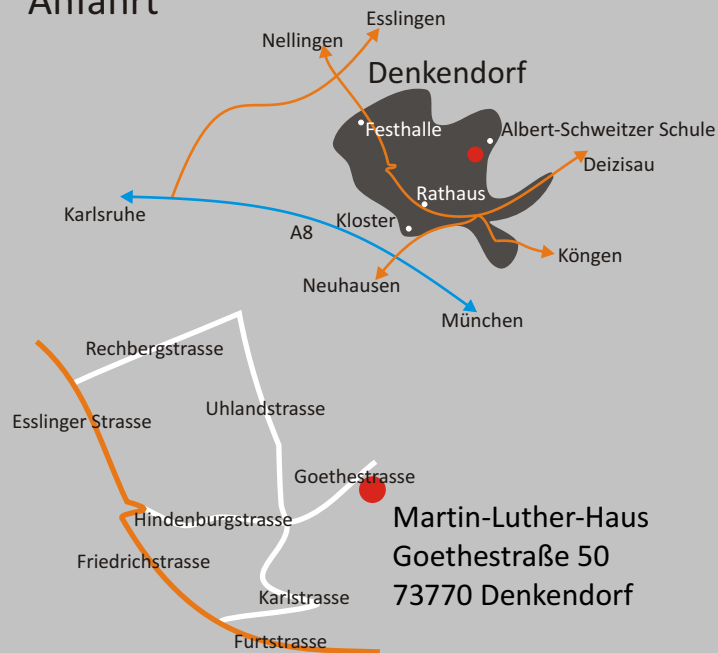 Anfahrt
Esslingen
Nellingen
Denkendorf
Festhalle
Albert-Schweitzer Schule
Deizisau
Rathaus
Karlsruhe
Kloster
A8
Köngen
Neuhausen
München
Rechbergstrasse
Uhlandstrasse
Esslinger Strasse
Goethestrasse
Hindenburgstrasse
Martin-Luther-Haus
Goethestraße 50
73770 Denkendorf
Friedrichstrasse
Karlstrasse
Furtstrasse